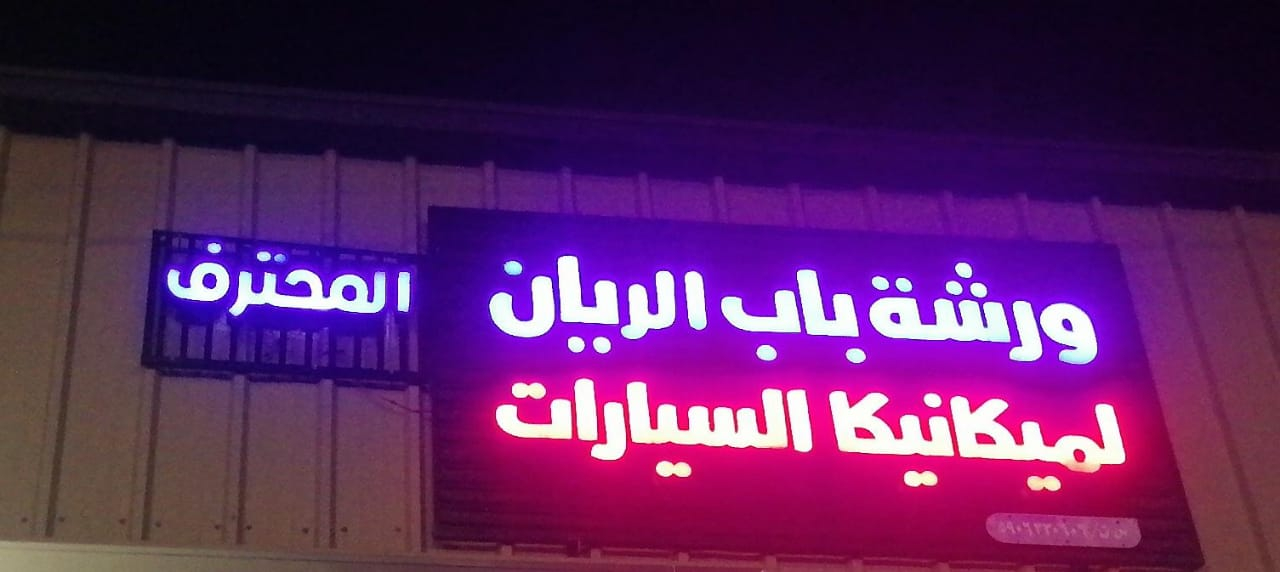 ورشة باب الريان
لميكانيكا السيارات
المحترف